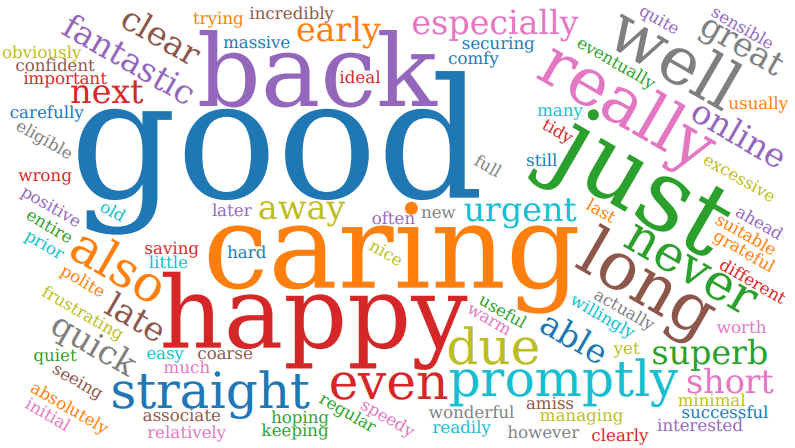 trying
incredibly
clear
fantastic
early
especially
well
quite
sensible
great
massive
back
securing
comfy
obviously
confident
important
next
ideal
eventually
really
usually
carefully
good
many
online
eligible
tidy
just
wrong
full
still
excessive
positive
old
later
away
often
new
urgent
last
ahead
suitable
grateful
entire
prior
also
saving
little
hard
caring
nice
long
never
different
polite
frustrating
late
happy
useful
warm
able
willingly
actually
worth
quick
quiet
easy
coarse
much
due
yet
superb
seeing
straight
even
promptly
short
absolutely
initial
associate
relatively
hoping
keeping
regular
speedy
wonderful
readily
amiss
managing
however
clearly
minimal
successful
interested